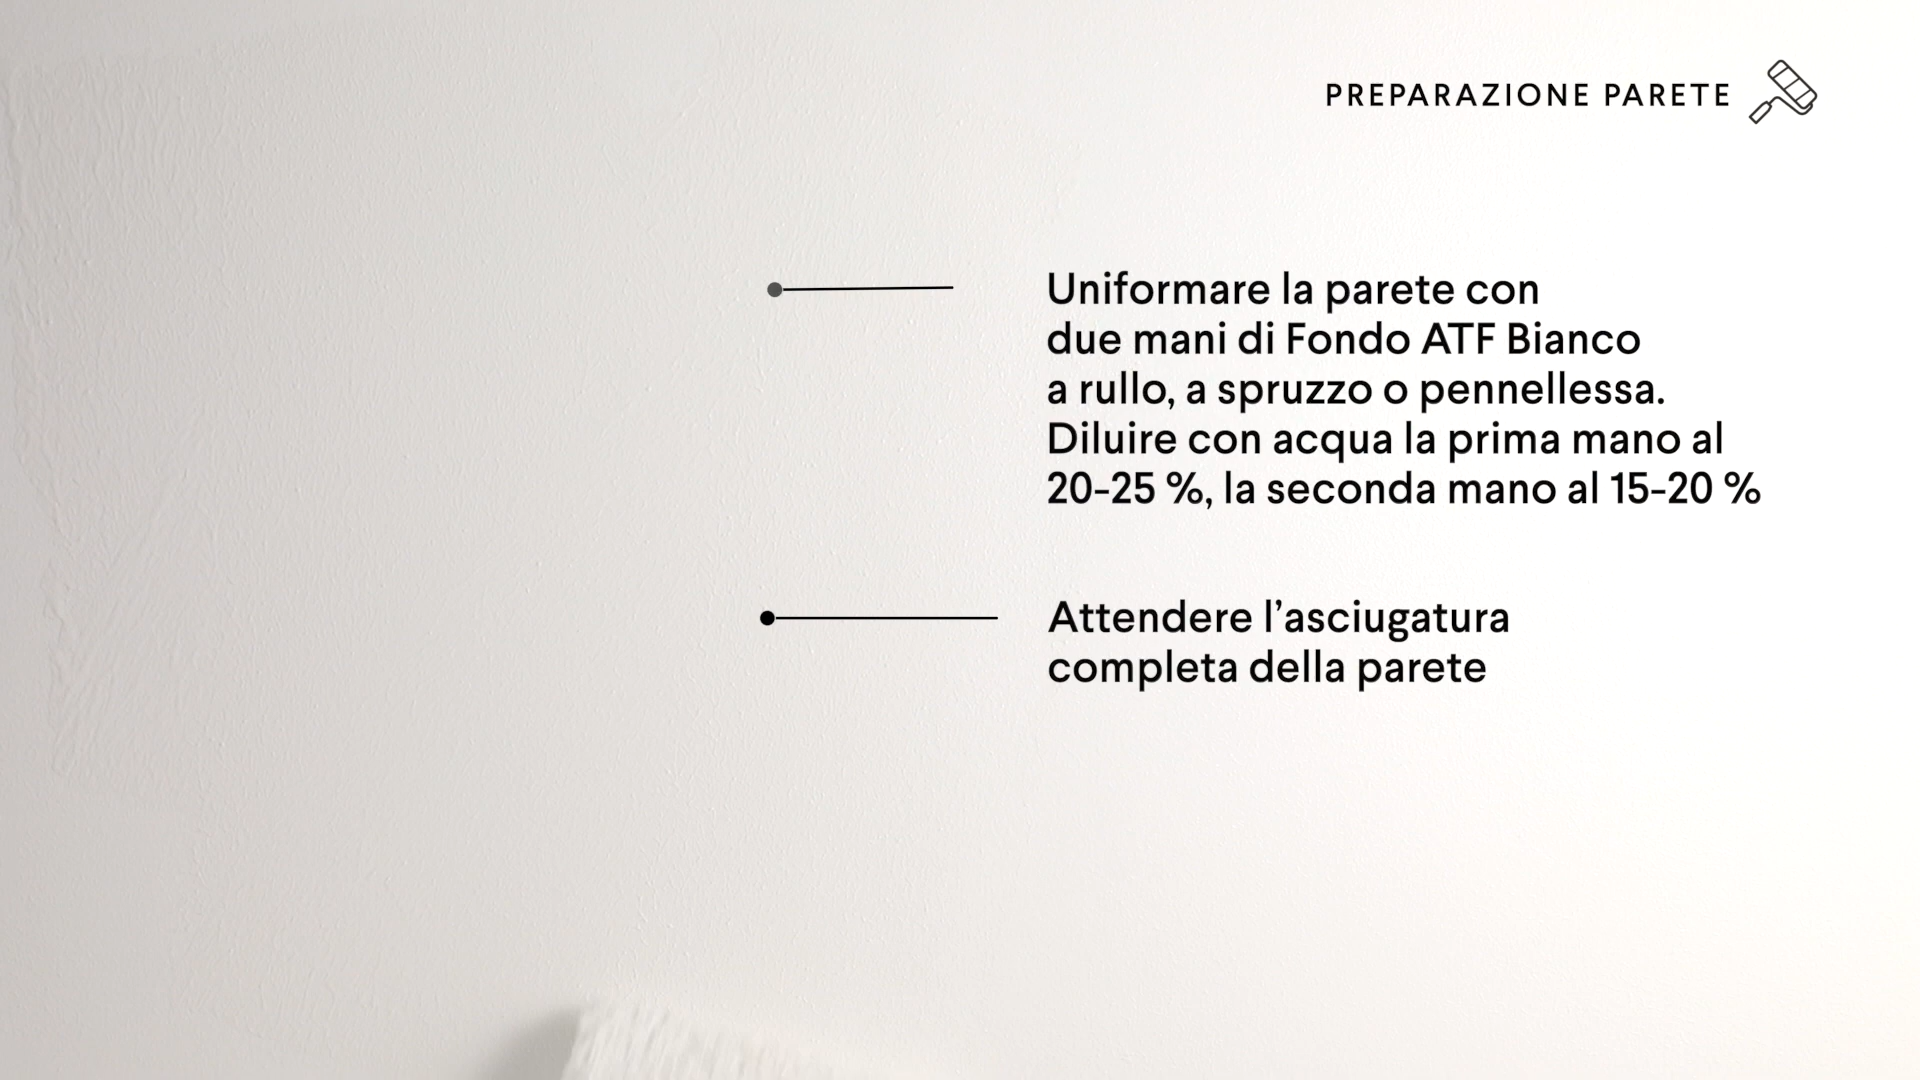 PREPARAZIONE PARETE
Uniformare la parete con
due mani di Fondo ATF Bianco
a rullo, a spruzzo o pennellessa.
Diluire con acqua la prima mano al
20-25 %, la seconda mano al 15-20 %
Attendere l’asciugatura
completa della parete